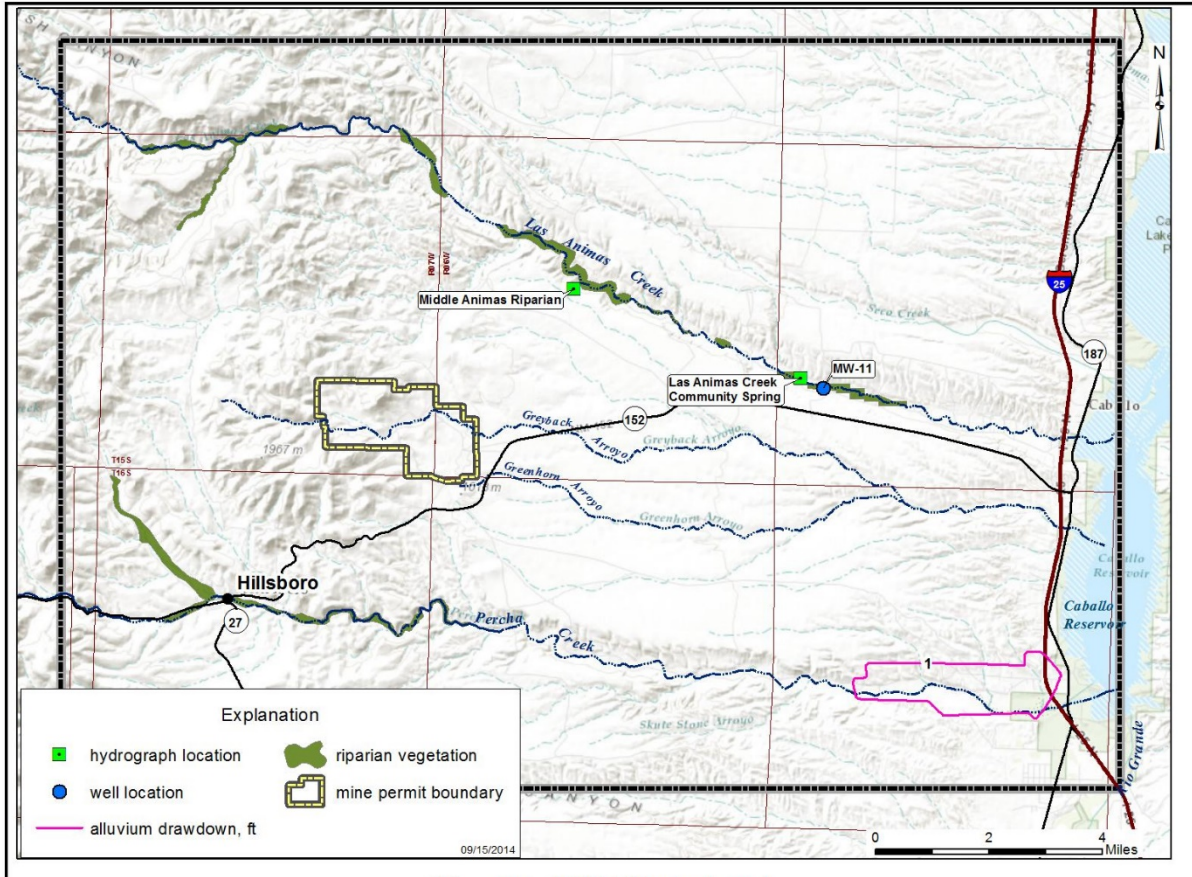 N
Las Animas Creek
R07W
R06W
Middle Animas Riparian
25
Seco Creek
187
MW-11
Las Animas Creek
Community Spring
Caballo
152
Greyback Arroyo
Greyback Arroyo
1967 m
T15S
T16S
Greenhorn Arroyo
Greenhorn Arroyo
Caballo
Reservoir
Hillsboro
27
Percha Creek
Caballo
Reservoir
1
Skute Stone Arroyo
Rio Grande
Explanation
hydrograph location
riparian vegetation
well location
mine permit boundary
alluvium drawdown, ft
09/15/2014
0 2 4
Miles